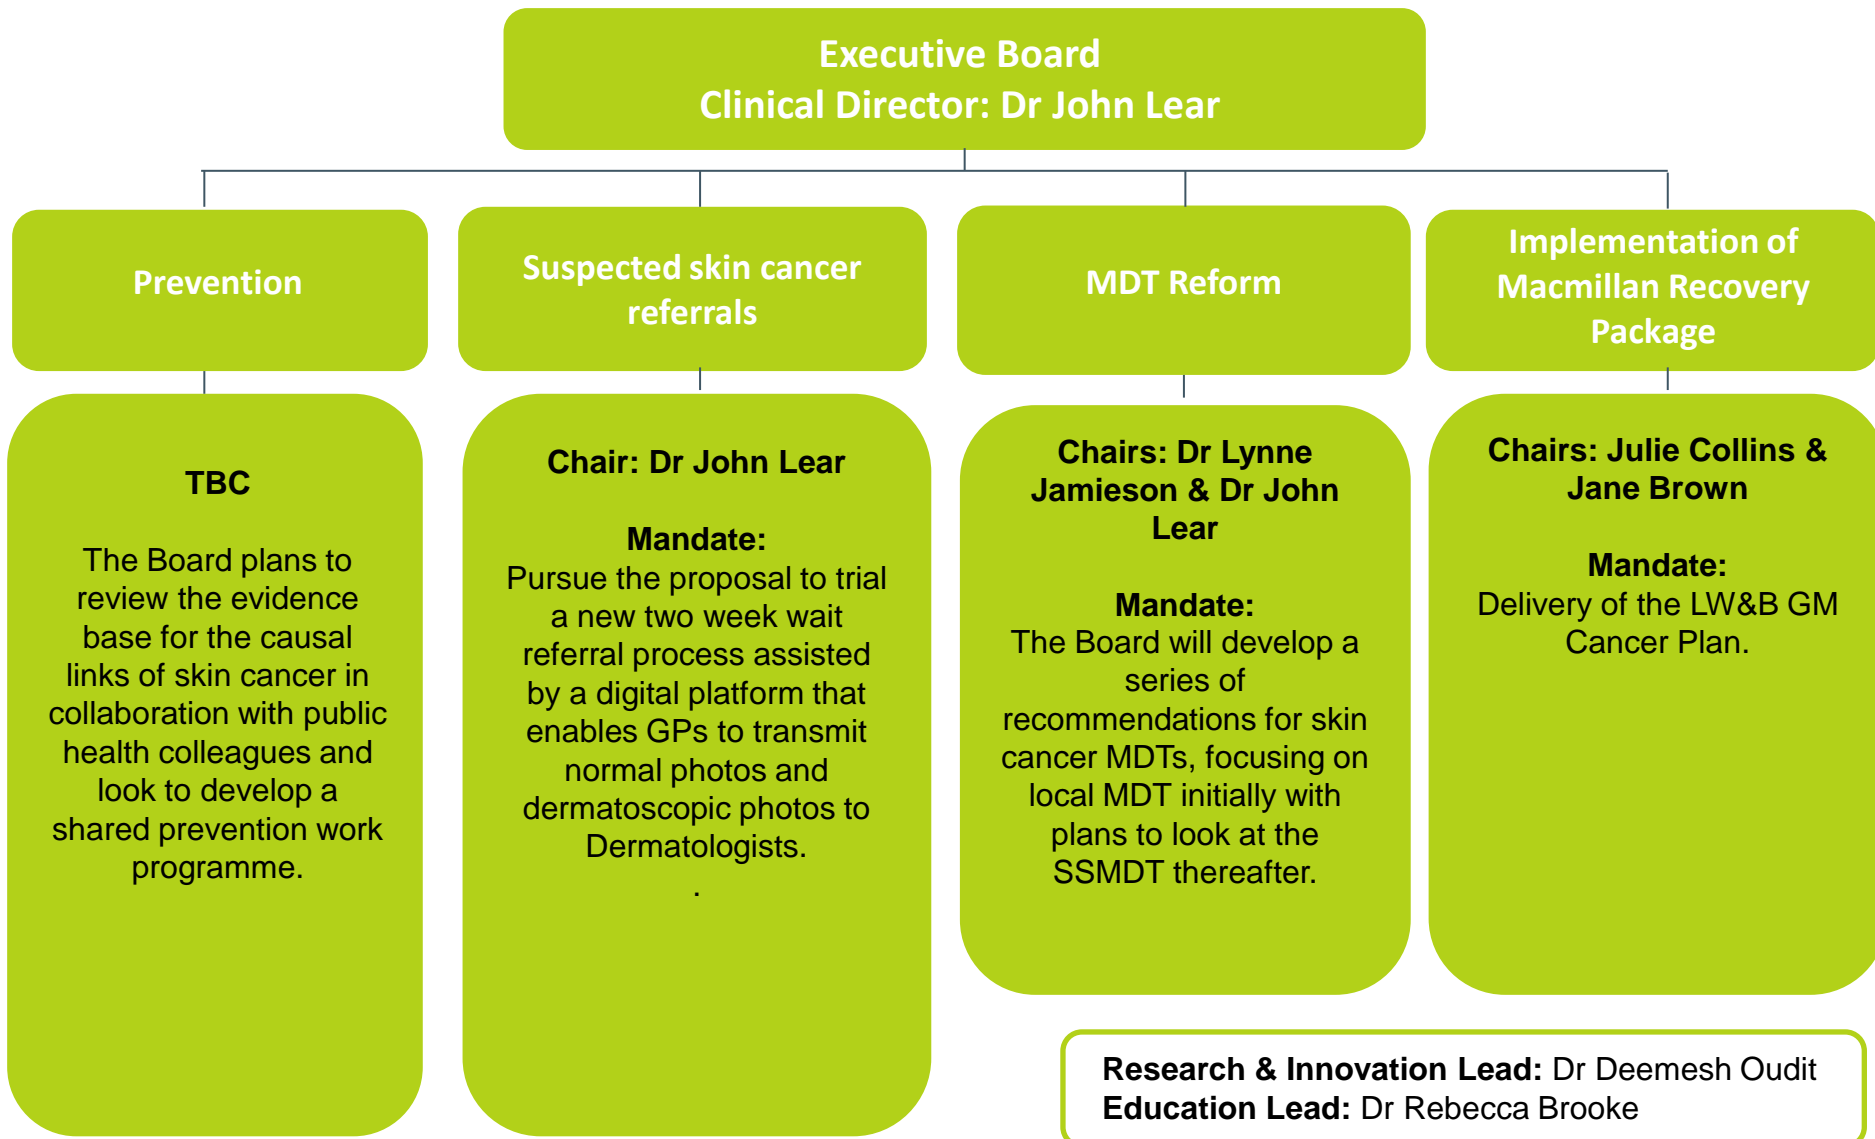 Executive Board
Clinical Director: Dr John Lear
Prevention
Suspected skin cancer
referrals
MDT Reform
Implementation of
Macmillan Recovery
Package
TBC
The Board plans to
review the evidence
base for the causal
links of skin cancer in
collaboration with public
health colleagues and
look to develop a
shared prevention work
programme.
Chair: Dr John Lear
Mandate:
Pursue the proposal to trial
a new two week wait
referral process assisted
by a digital platform that
enables GPs to transmit
normal photos and
dermatoscopic photos to
Dermatologists.
.
Chairs: Dr Lynne
Jamieson & Dr John
Lear
Mandate:
The Board will develop a
series of
recommendations for skin
cancer MDTs, focusing on
local MDT initially with
plans to look at the
SSMDT thereafter.
Chairs: Julie Collins &
Jane Brown
Mandate:
Delivery of the LW&B GM
Cancer Plan.
Research & Innovation Lead: Dr Deemesh Oudit
Education Lead: Dr Rebecca Brooke